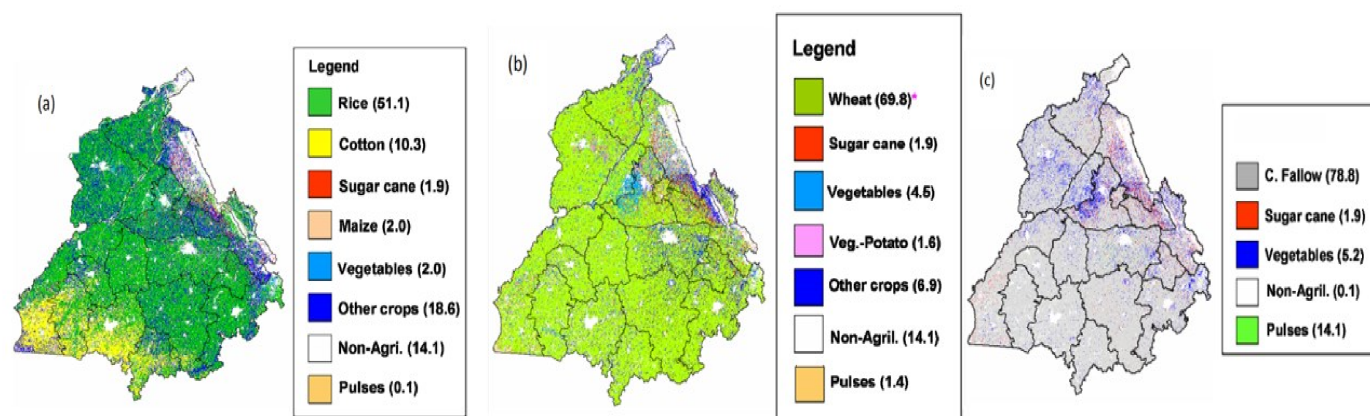 (a)
Legend
Rice (51.1)
Cotton (10.3)
Sugar cane (1.9)
Maize (2.0)
Vegetables (2.0)
Other crops (18.6)
Non-Agri. (14.1)
Pulses (0.1)
(b)
Legend
Wheat (69.8)*
Sugar cane (1.9)
Vegetables (4.5)
Veg.-Potato (1.6)
Other crops (6.9)
Non-Agril. (14.1)
Pulses (1.4)
(c)
C. Fallow (78.8)
Sugar cane (1.9)
Vegetables (5.2)
Non-Agril. (0.1)
Pulses (14.1)